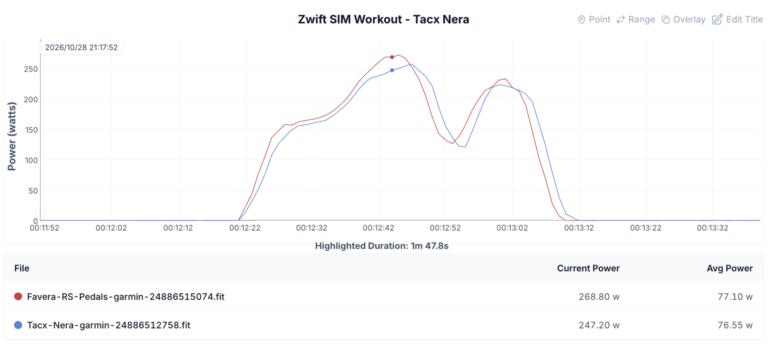 Zwift SIM Workout - Tacx Nera
Point Range Overlay Edit Title
2026/10/28 21:17:52
Power (watts)
250
200
150
100
50
0
00:11:52 00:12:02 00:12:12 00:12:22 00:12:32 00:12:42 00:12:52 00:13:02 00:13:12 00:13:22 00:13:32
Highlighted Duration: 1m 47.8s
File Current Power Avg Power
Favera-RS-Pedals-garmin-24886515074.fit 268.80 w 77.10 w
Tacx-Nera-garmin-24886512758.fit 247.20 w 76.55 w